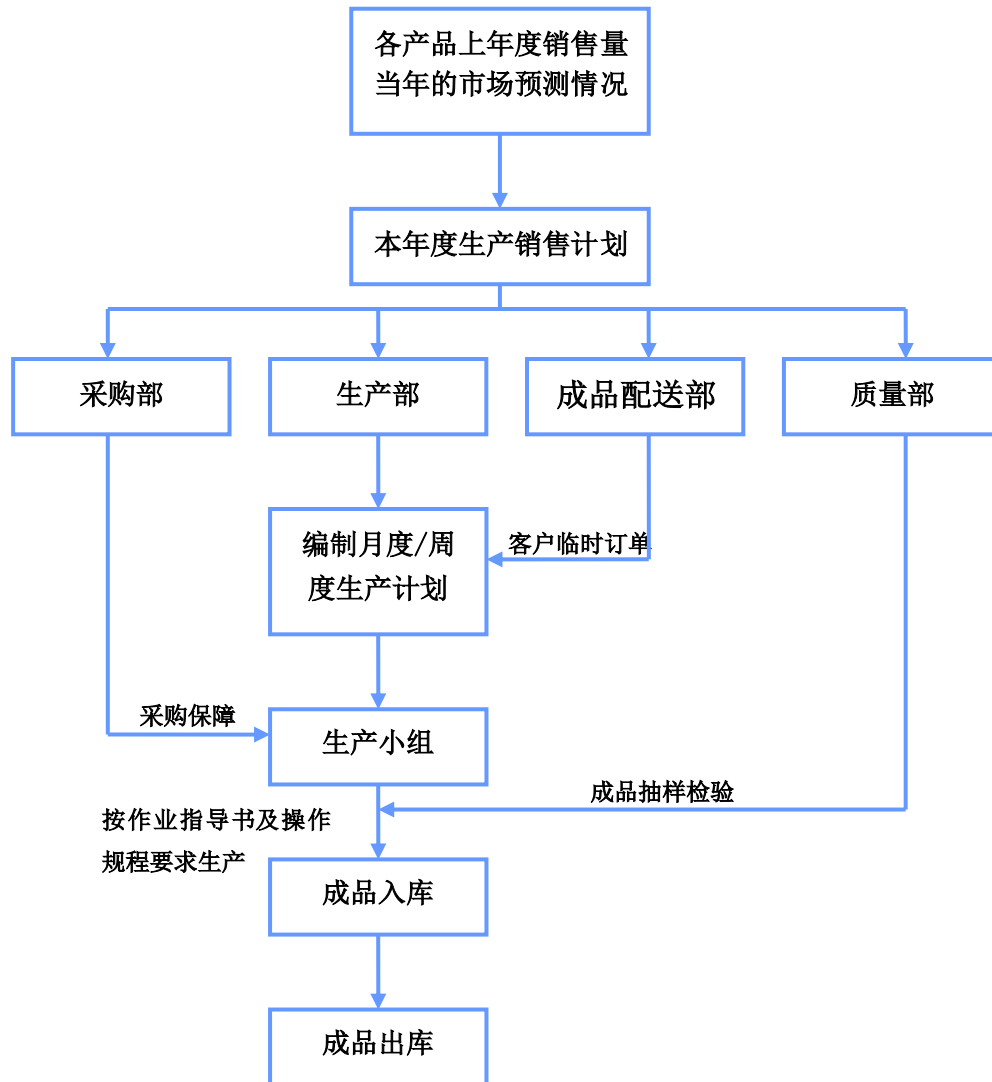 各产品上年度销售量
当年的市场预测情况
本年度生产销售计划
采购部
生产部
成品配送部
质量部
编制月度/周
度生产计划
客户临时订单
采购保障
生产小组
成品抽样检验
按作业指导书及操作
规程要求生产
成品入库
成品出库